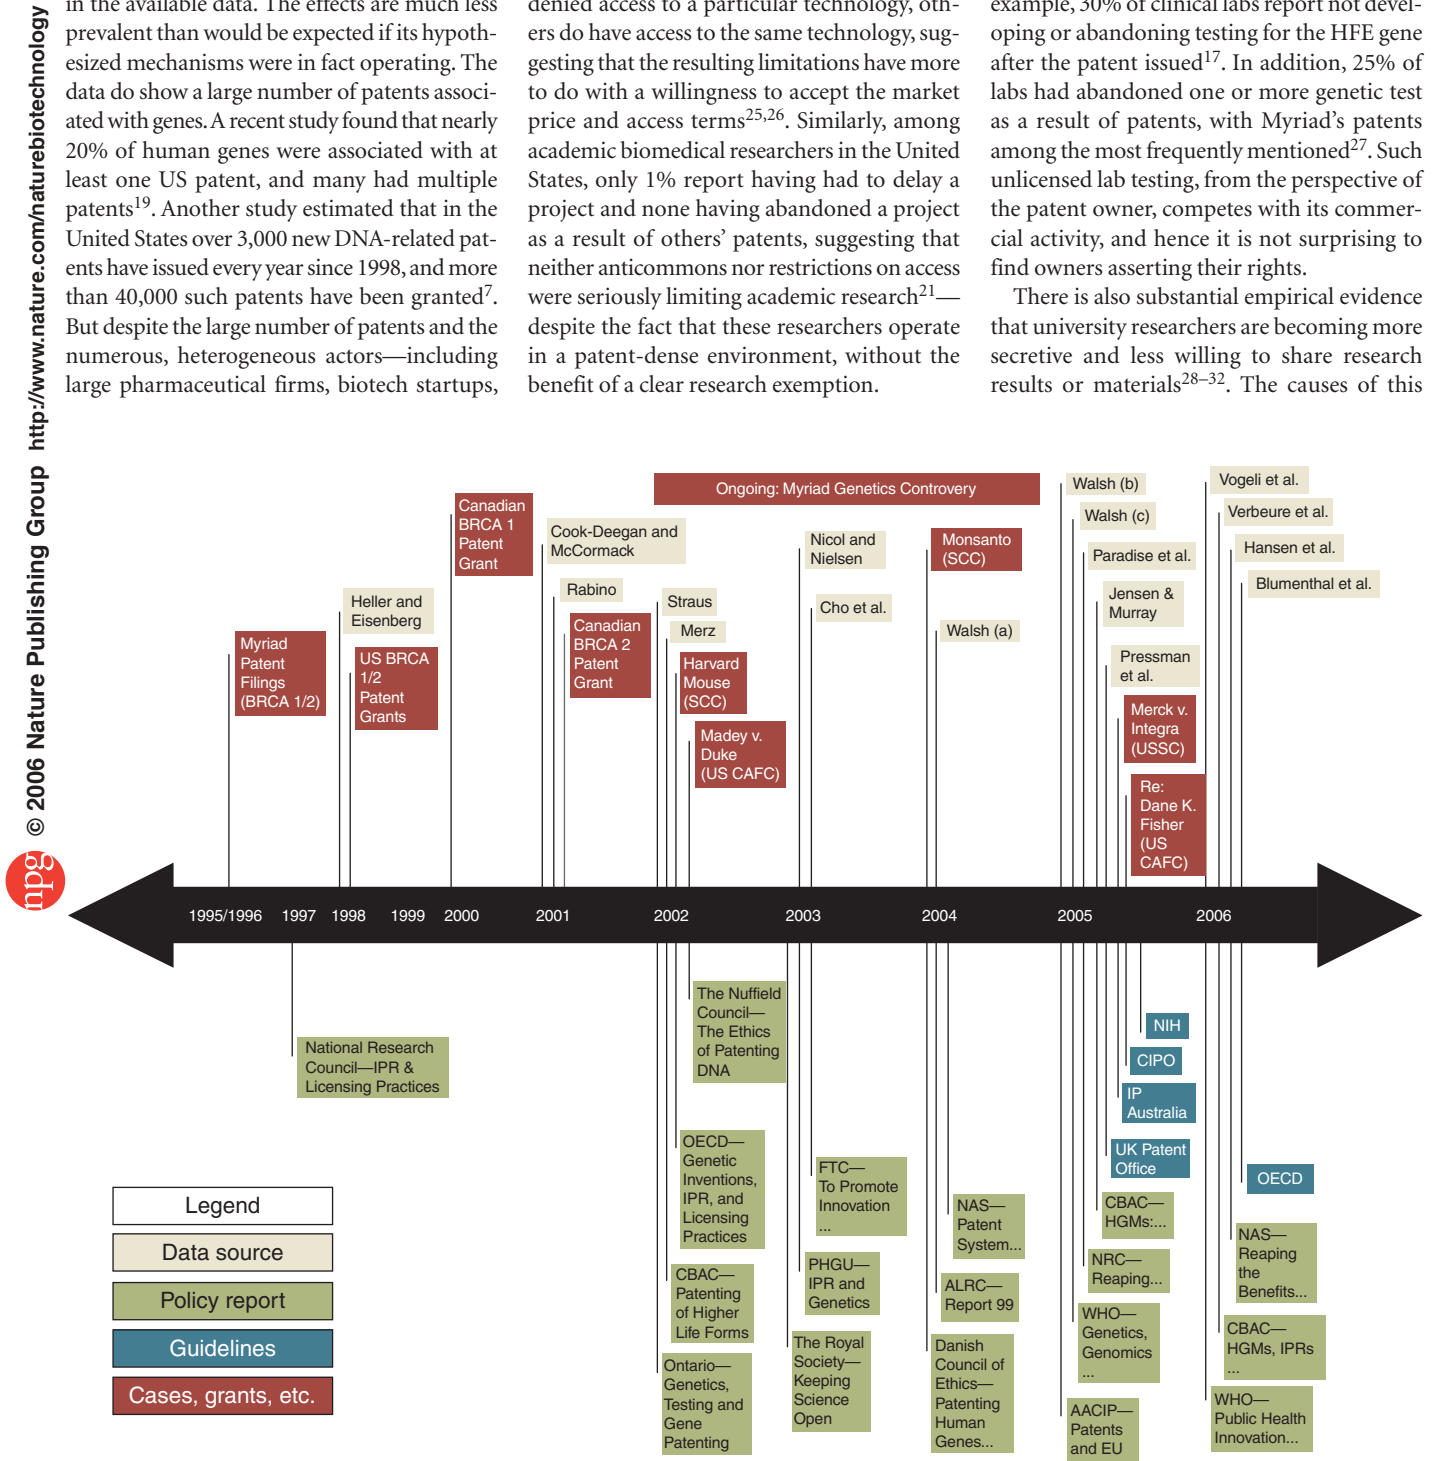 in the available data. The effects are much less
prevalent than would be expected if its hypoth-
esized mechanisms were in fact operating. The
data do show a large number of patents associ-
ated with genes. A recent study found that nearly
20% of human genes were associated with at
least one US patent, and many had multiple
patents19. Another study estimated that in the
United States over 3,000 new DNA-related pat-
ents have issued every year since 1998, and more
than 40,000 such patents have been granted7.
But despite the large number of patents and the
numerous, heterogeneous actors—including
large pharmaceutical firms, biotech startups,
denied access to a particular technology, oth-
ers do have access to the same technology, sug-
gesting that the resulting limitations have more
to do with a willingness to accept the market
price and access terms25,26. Similarly, among
academic biomedical researchers in the United
States, only 1% report having had to delay a
project and none having abandoned a project
as a result of others' patents, suggesting that
neither anticommons nor restrictions on access
were seriously limiting academic research21—
despite the fact that these researchers operate
in a patent-dense environment, without the
benefit of a clear research exemption.
example, 30% of clinical labs report not devel-
oping or abandoning testing for the HFE gene
after the patent issued17. In addition, 25% of
labs had abandoned one or more genetic test
as a result of patents, with Myriad's patents
among the most frequently mentioned27. Such
unlicensed lab testing, from the perspective of
the patent owner, competes with its commer-
cial activity, and hence it is not surprising to
find owners asserting their rights.
There is also substantial empirical evidence
that university researchers are becoming more
secretive and less willing to share research
results or materials28–32. The causes of this
© 2006 Nature Publishing Group http://www.nature.com/naturebiotechnology
npg
Myriad
Patent
Filings
(BRCA 1/2)
Heller and
Eisenberg
US BRCA
1/2
Patent
Grants
Canadian
BRCA 1
Patent
Grant
Cook-Deegan and
McCormack
Rabino
Canadian
BRCA 2
Patent
Grant
Ongoing: Myriad Genetics Controvery
Straus
Merz
Harvard
Mouse
(SCC)
Madey v.
Duke
(US CAFC)
Nicol and
Nielsen
Cho et al.
Monsanto
(SCC)
Walsh (a)
Walsh (b)
Walsh (c)
Paradise et al.
Jensen &
Murray
Pressman
et al.
Merck v.
Integra
(USSC)
Re:
Dane K.
Fisher
(US
CAFC)
Vogeli et al.
Verbeure et al.
Hansen et al.
Blumenthal et al.
1995/1996 1997 1998 1999 2000 2001 2002 2003 2004 2005 2006
National Research
Council—IPR &
Licensing Practices
The Nuffield
Council—
The Ethics
of Patenting
DNA
OECD—
Genetic
Inventions,
IPR, and
Licensing
Practices
CBAC—
Patenting
of Higher
Life Forms
Ontario—
Genetics,
Testing and
Gene
Patenting
FTC—
To Promote
Innovation
...
PHGU—
IPR and
Genetics
The Royal
Society—
Keeping
Science
Open
NAS—
Patent
System...
ALRC—
Report 99
Danish
Council of
Ethics—
Patenting
Human
Genes...
NIH
CIPO
IP
Australia
UK Patent
Office
CBAC—
HGMs:...
NRC—
Reaping...
WHO—
Genetics,
Genomics
...
AACIP—
Patents
and EU
OECD
NAS—
Reaping
the
Benefits...
CBAC—
HGMs, IPRs
...
WHO—
Public Health
Innovation...
Legend
Data source
Policy report
Guidelines
Cases, grants, etc.